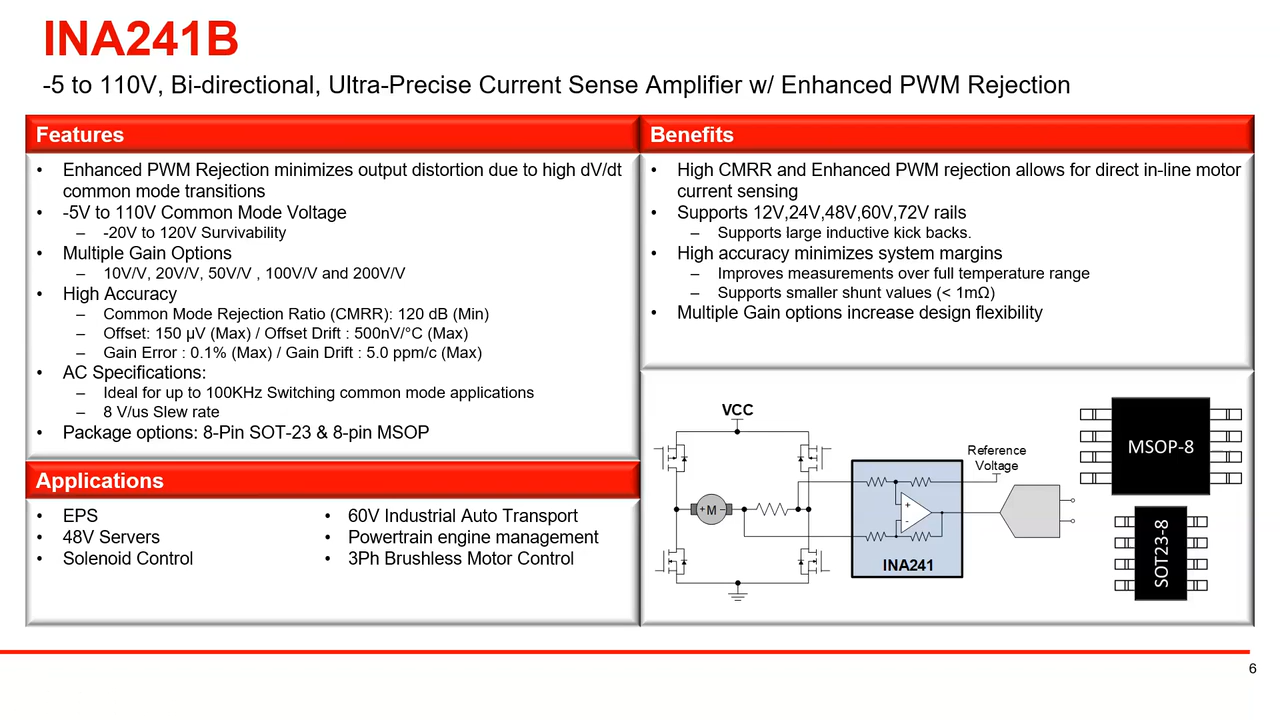 INA241B
-5 to 110V, Bi-directional, Ultra-Precise Current Sense Amplifier w/ Enhanced PWM Rejection
Features
• Enhanced PWM Rejection minimizes output distortion due to high dV/dt
common mode transitions
• -5V to 110V Common Mode Voltage
– -20V to 120V Survivability
• Multiple Gain Options
– 10V/V, 20V/V, 50V/V , 100V/V and 200V/V
• High Accuracy
– Common Mode Rejection Ratio (CMRR): 120 dB (Min)
– Offset: 150 µV (Max) / Offset Drift : 500nV/°C (Max)
– Gain Error : 0.1% (Max) / Gain Drift : 5.0 ppm/c (Max)
• AC Specifications:
– Ideal for up to 100KHz Switching common mode applications
– 8 V/us Slew rate
• Package options: 8-Pin SOT-23 & 8-pin MSOP
Applications
• EPS
• 48V Servers
• Solenoid Control
• 60V Industrial Auto Transport
• Powertrain engine management
• 3Ph Brushless Motor Control
Benefits
• High CMRR and Enhanced PWM rejection allows for direct in-line motor
current sensing
• Supports 12V,24V,48V,60V,72V rails
– Supports large inductive kick backs.
• High accuracy minimizes system margins
– Improves measurements over full temperature range
– Supports smaller shunt values (< 1mΩ)
• Multiple Gain options increase design flexibility
VCC
Reference
Voltage
+ M –
+
-
INA241
MSOP-8
SOT23-8
6